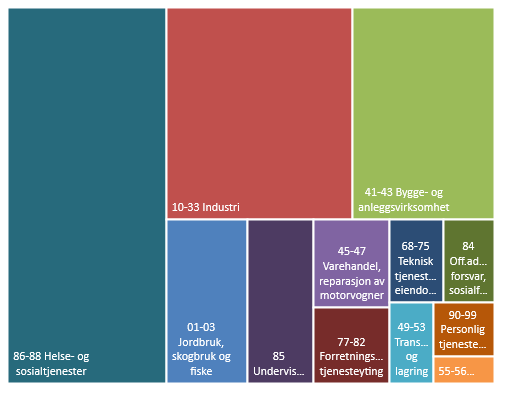 86-88 Helse- og
sosialtjenester
10-33 Industri
41-43 Bygge- og
anleggsvirksomhet
01-03
Jordbruk,
skogbruk og
fiske
85
Undervis...
45-47
Varehandel,
reparasjon av
motorvogner
77-82
Forretnings...
tjenesteyting
68-75
Teknisk
tjenest...
eiendo...
84
Off.ad...
forsvar,
sosialf...
49-53
Trans...
og
lagring
90-99
Personlig
tjeneste...
55-56...